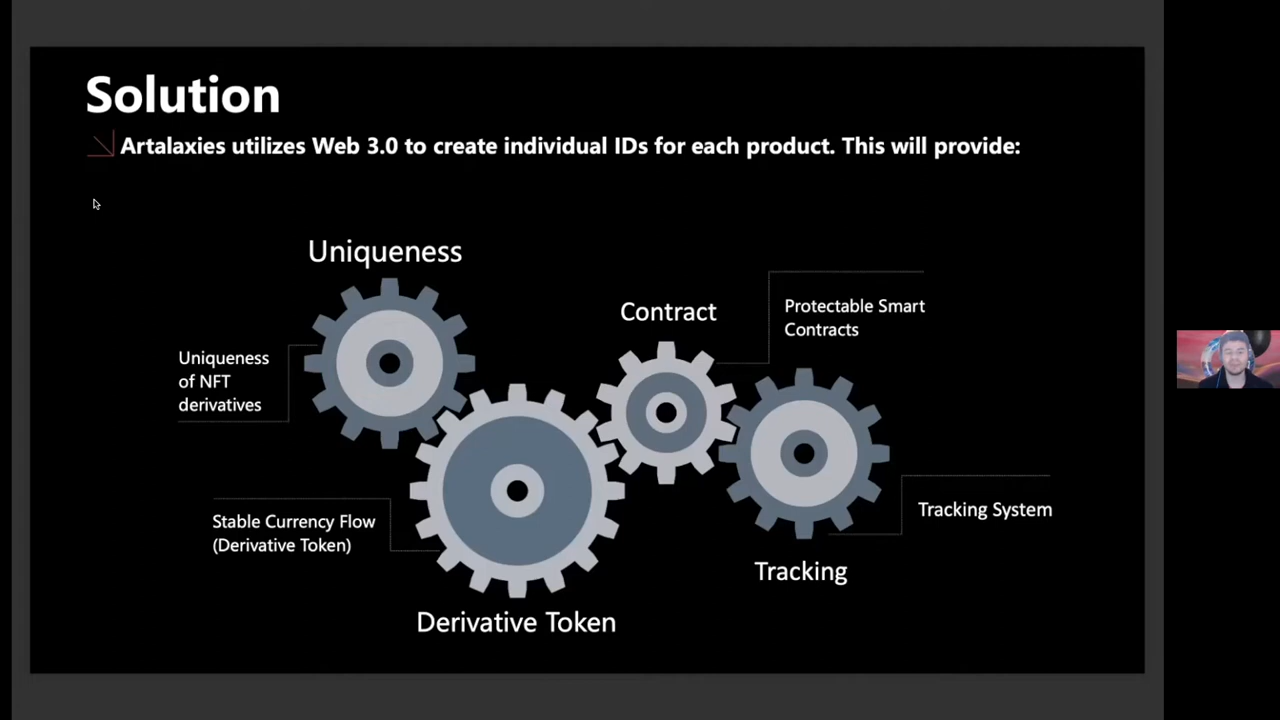 Solution
Artalaxies utilizes Web 3.0 to create individual IDs for each product. This will provide:
Uniqueness
Uniqueness
of NFT
derivatives
Contract
Protectable Smart
Contracts
Stable Currency Flow
(Derivative Token)
Derivative Token
Tracking System
Tracking